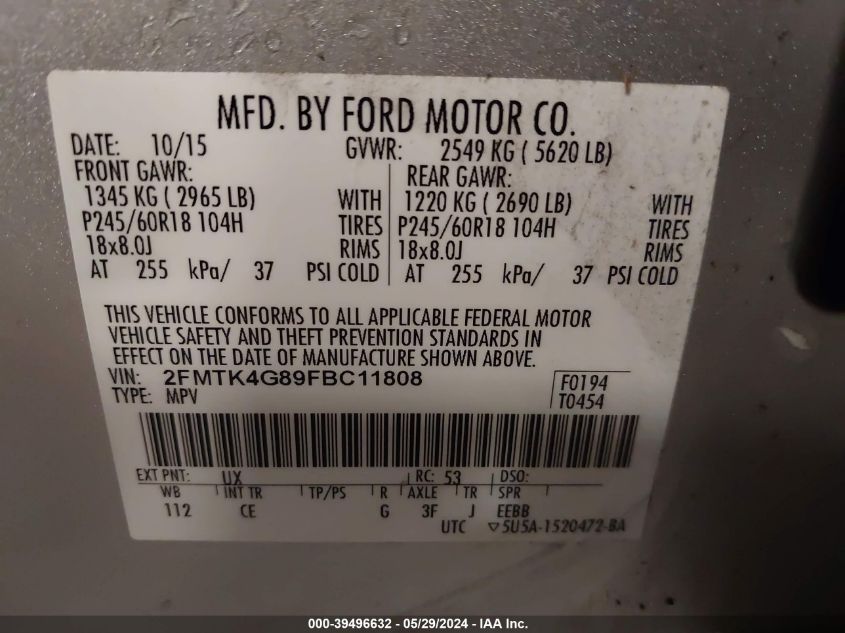 MFD. BY FORD MOTOR CO.
DATE: 10/15 GVWR: 2549 KG ( 5620 LB)
FRONT GAWR: REAR GAWR:
1345 KG ( 2965 LB) WITH 1220 KG ( 2690 LB) WITH
P245/60R18 104H TIRES P245/60R18 104H TIRES
18x8.0J RIMS 18x8.0J RIMS
AT 255 kPa/ 37 PSI COLD AT 255 kPa/ 37 PSI COLD
THIS VEHICLE CONFORMS TO ALL APPLICABLE FEDERAL MOTOR
VEHICLE SAFETY AND THEFT PREVENTION STANDARDS IN
EFFECT ON THE DATE OF MANUFACTURE SHOWN ABOVE.
VIN: 2FMTK4G89FBC11808 F0194
TYPE: MPV T0454
EXT PNT: UX RC: 53 DSO:
WB INT TR TP/PS R AXLE TR SPR
112 CE G 3F J EEBB
UTC ▽5U5A-1520472-BA
000-39496632 - 05/29/2024 - IAAI.com